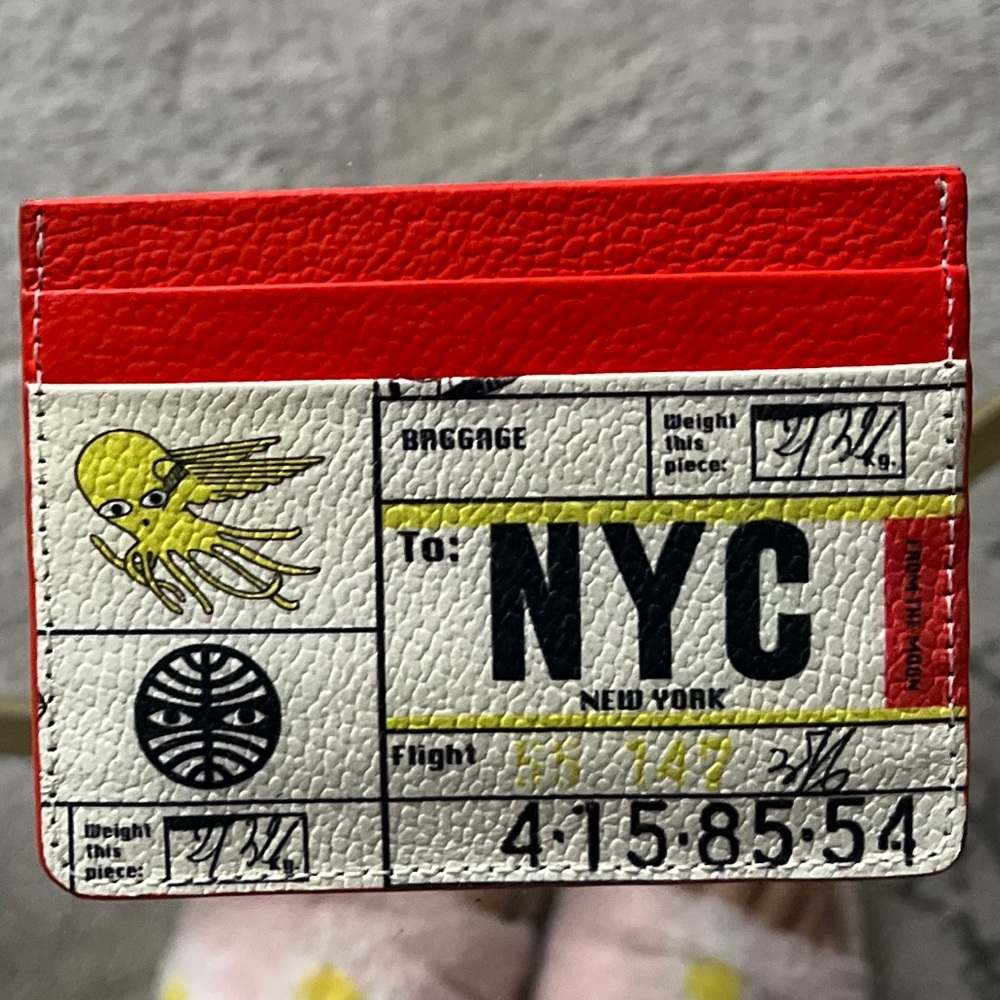 BAGGAGE
Weight
this
piece:
kg.
To:
NYC
NEW YORK
FROM THE MOON
Flight
55 147
4·15·85·54
Weight
this
piece:
g.